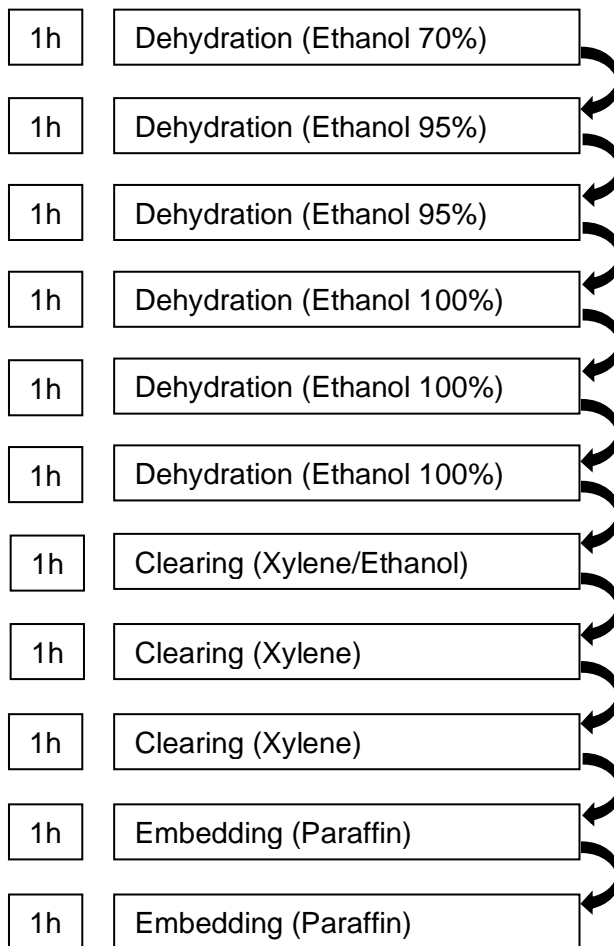 1h Dehydration (Ethanol 70%)
1h Dehydration (Ethanol 95%)
1h Dehydration (Ethanol 95%)
1h Dehydration (Ethanol 100%)
1h Dehydration (Ethanol 100%)
1h Dehydration (Ethanol 100%)
1h Clearing (Xylene/Ethanol)
1h Clearing (Xylene)
1h Clearing (Xylene)
1h Embedding (Paraffin)
1h Embedding (Paraffin)